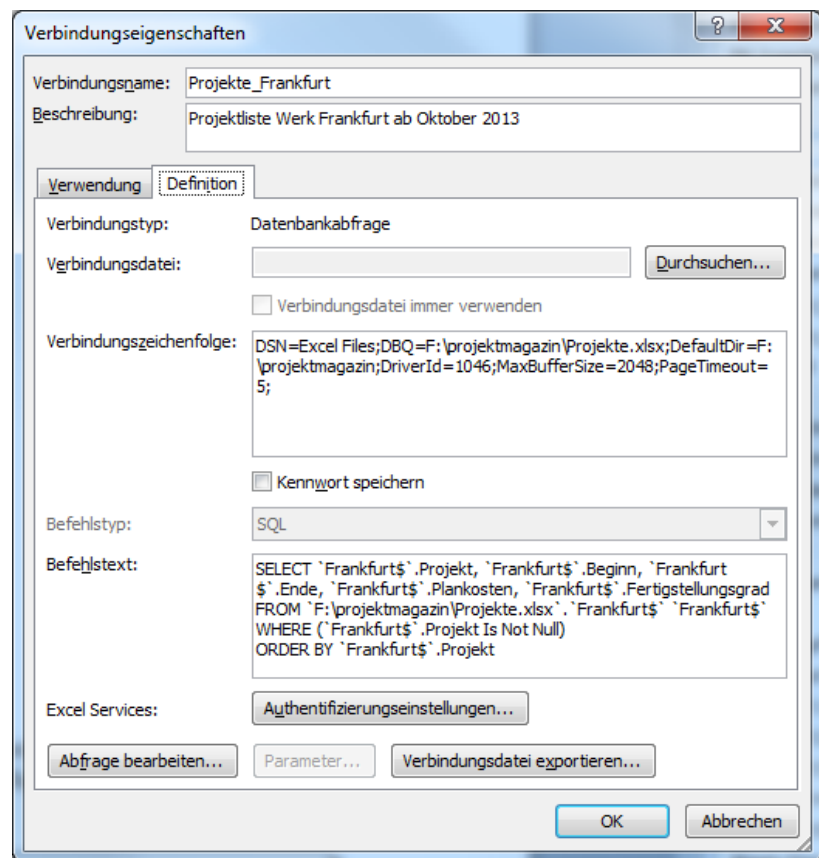 Verbindungseigenschaften
?
X
Verbindungsname: Projekte_Frankfurt
Beschreibung: Projektliste Werk Frankfurt ab Oktober 2013
Verwendung Definition
Verbindungstyp: Datenbankabfrage
Verbindungsdatei: Durchsuchen...
Verbindungsdatei immer verwenden
Verbindungszeichenfolge: DSN=Excel Files;DBQ=F:\projektmagazin\Projekte.xlsx;DefaultDir=F:
\projektmagazin;DriverId=1046;MaxBufferSize=2048;PageTimeout=
5;
Kennwort speichern
Befehlstyp: SQL
Befehlstext: SELECT `Frankfurt$`.Projekt, `Frankfurt$`.Beginn, `Frankfurt
$`.Ende, `Frankfurt$`.Plankosten, `Frankfurt$`.Fertigstellungsgrad
FROM `F:\projektmagazin\Projekte.xlsx`.`Frankfurt$` `Frankfurt$`
WHERE (`Frankfurt$`.Projekt Is Not Null)
ORDER BY `Frankfurt$`.Projekt
Excel Services: Authentifizierungseinstellungen...
Abfrage bearbeiten... Parameter... Verbindungsdatei exportieren...
OK Abbrechen